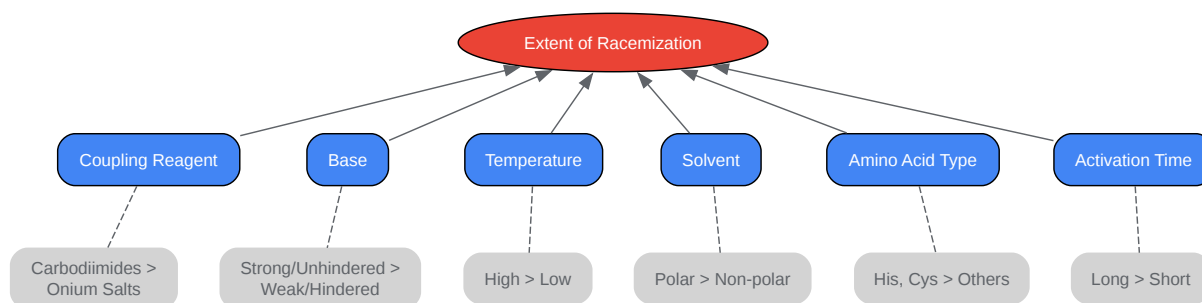 Extent of Racemization
Coupling Reagent
Base
Temperature
Solvent
Amino Acid Type
Activation Time
Carbodiimides >
Onium Salts
Strong/Unhindered >
Weak/Hindered
High > Low
Polar > Non-polar
His, Cys > Others
Long > Short